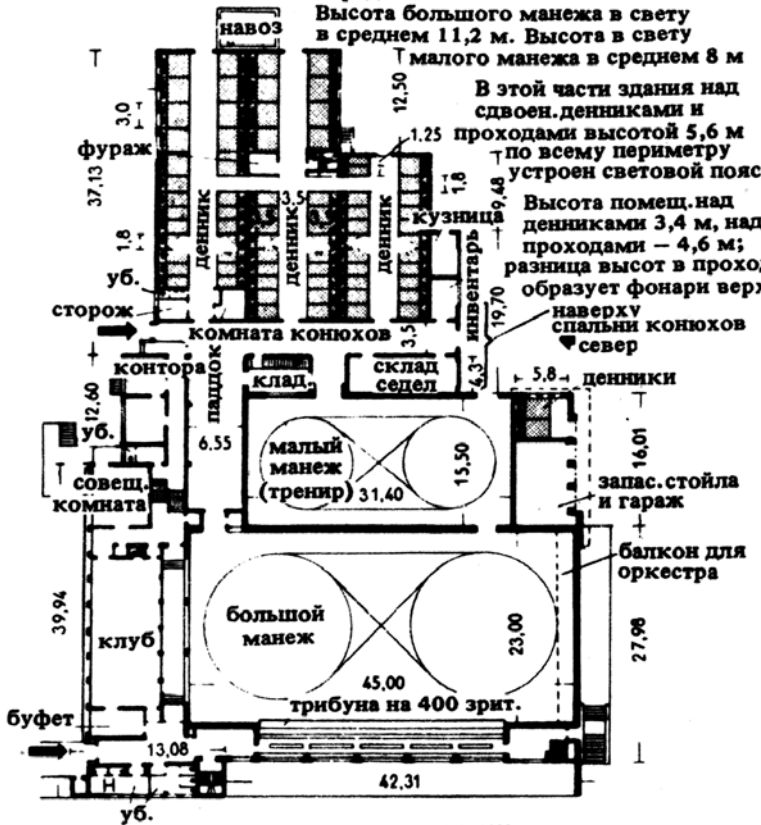 навоз
Высота большого манежа в свету
в среднем 11,2 м. Высота в свету
малого манежа в среднем 8 м
В этой части здания над
сдвоен.денниками и
проходами высотой 5,6 м
по всему периметру
устроен световой пояс
Высота помещ.над
денниками 3,4 м, над
проходами — 4,6 м;
разница высот в проход
образует фонари верх
наверху
спальни конюхов
север
12,50
3,0
1,25
фураж
37,13
1,8
9,48
3,5
кузница
денник
денник
денник
1,8
инвентарь
уб.
сторож
19,70
комната конюхов
3,5
контора
паддок
клад.
склад
седел
4,3
5,8
денники
12,60
уб.
6,55
малый
манеж
(тренир)
31,40
15,50
16,01
совещ.
комната
запас.стойла
и гараж
балкон для
оркестра
39,94
клуб
большой
манеж
23,00
27,98
45,00
трибуна на 400 зрит.
буфет
13,08
42,31
уб.